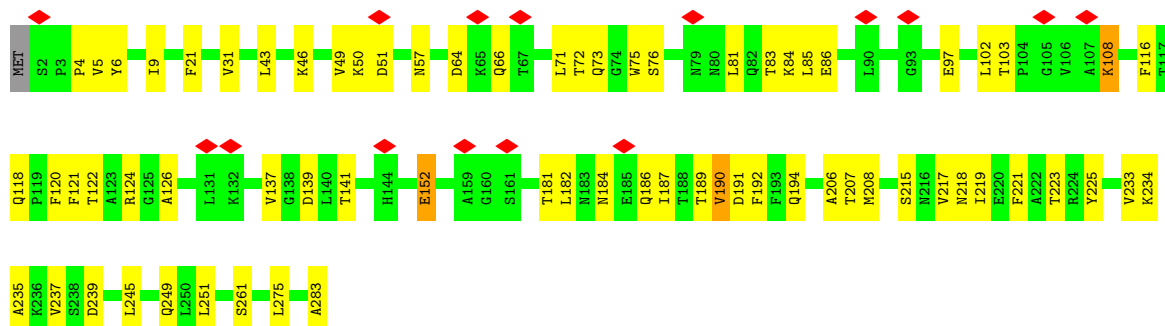 MET S2 P3 P4 V5 Y6 I9 F21 V31 L43 K46 V49 K50 D51 N57 D64 K65 Q66 T67 L71 T72 Q73 G74 W75 S76 N79 N80 L81 Q82 T83 K84 L85 E86 L90 G93 E97 L102 T103 P104 G105 V106 A107 K108 F116 T117
Q118 P119 F120 F121 T122 A123 R124 G125 A126 L131 K132 V137 G138 D139 L140 T141 H144 E152 A159 G160 S161 T181 L182 N183 N184 E185 Q186 I187 T188 T189 V190 D191 F192 F193 Q194 A206 T207 M208 S215 N216 V217 N218 I219 E220 F221 A222 T223 R224 Y225 V233 K234
A235 K236 V237 S238 D239 L245 Q249 L250 L251 S261 L275 A283